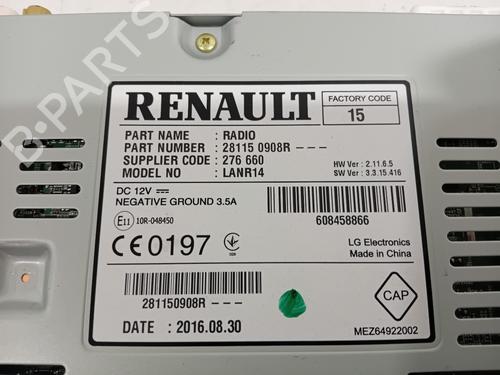 RENAULT
FACTORY CODE
15
PART NAME : RADIO
PART NUMBER : 28115 0908R - - -
SUPPLIER CODE : 276 660
MODEL NO : LANR14
HW Ver : 2.11.6.5
SW Ver : 3.3.15.416
DC 12V
NEGATIVE GROUND 3.5A
E11 10R-048450
608458866
CE0197
LG Electronics
Made in China
281150908R - - -
CAP
DATE : 2016.08.30
MEZ64922002
B-PARTS